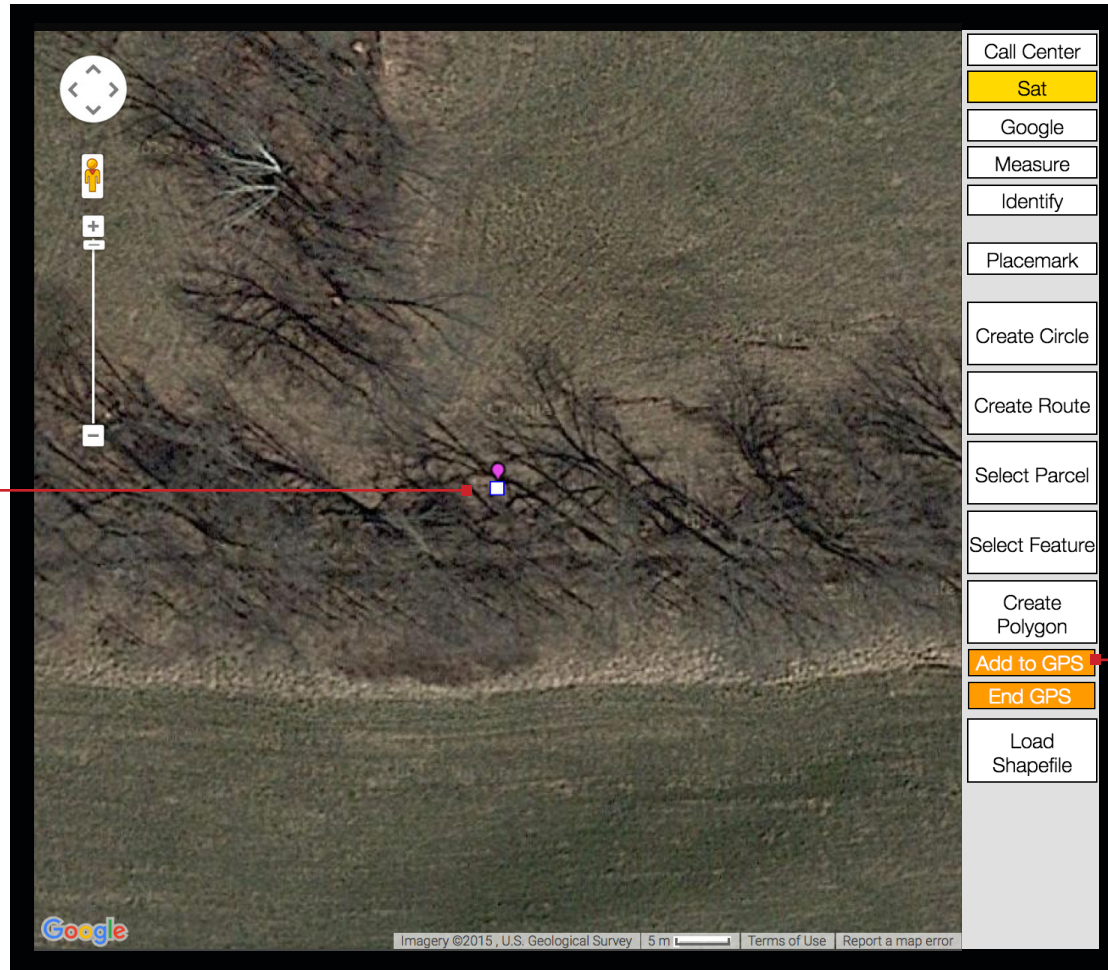 Call Center
Sat
Google
Measure
Identify
Placemark
Create Circle
Create Route
Select Parcel
Select Feature
Create
Polygon
Add to GPS
End GPS
Load
Shapefile
+
−
Google
Google
Imagery ©2015 , U.S. Geological Survey 5 m Terms of Use Report a map error